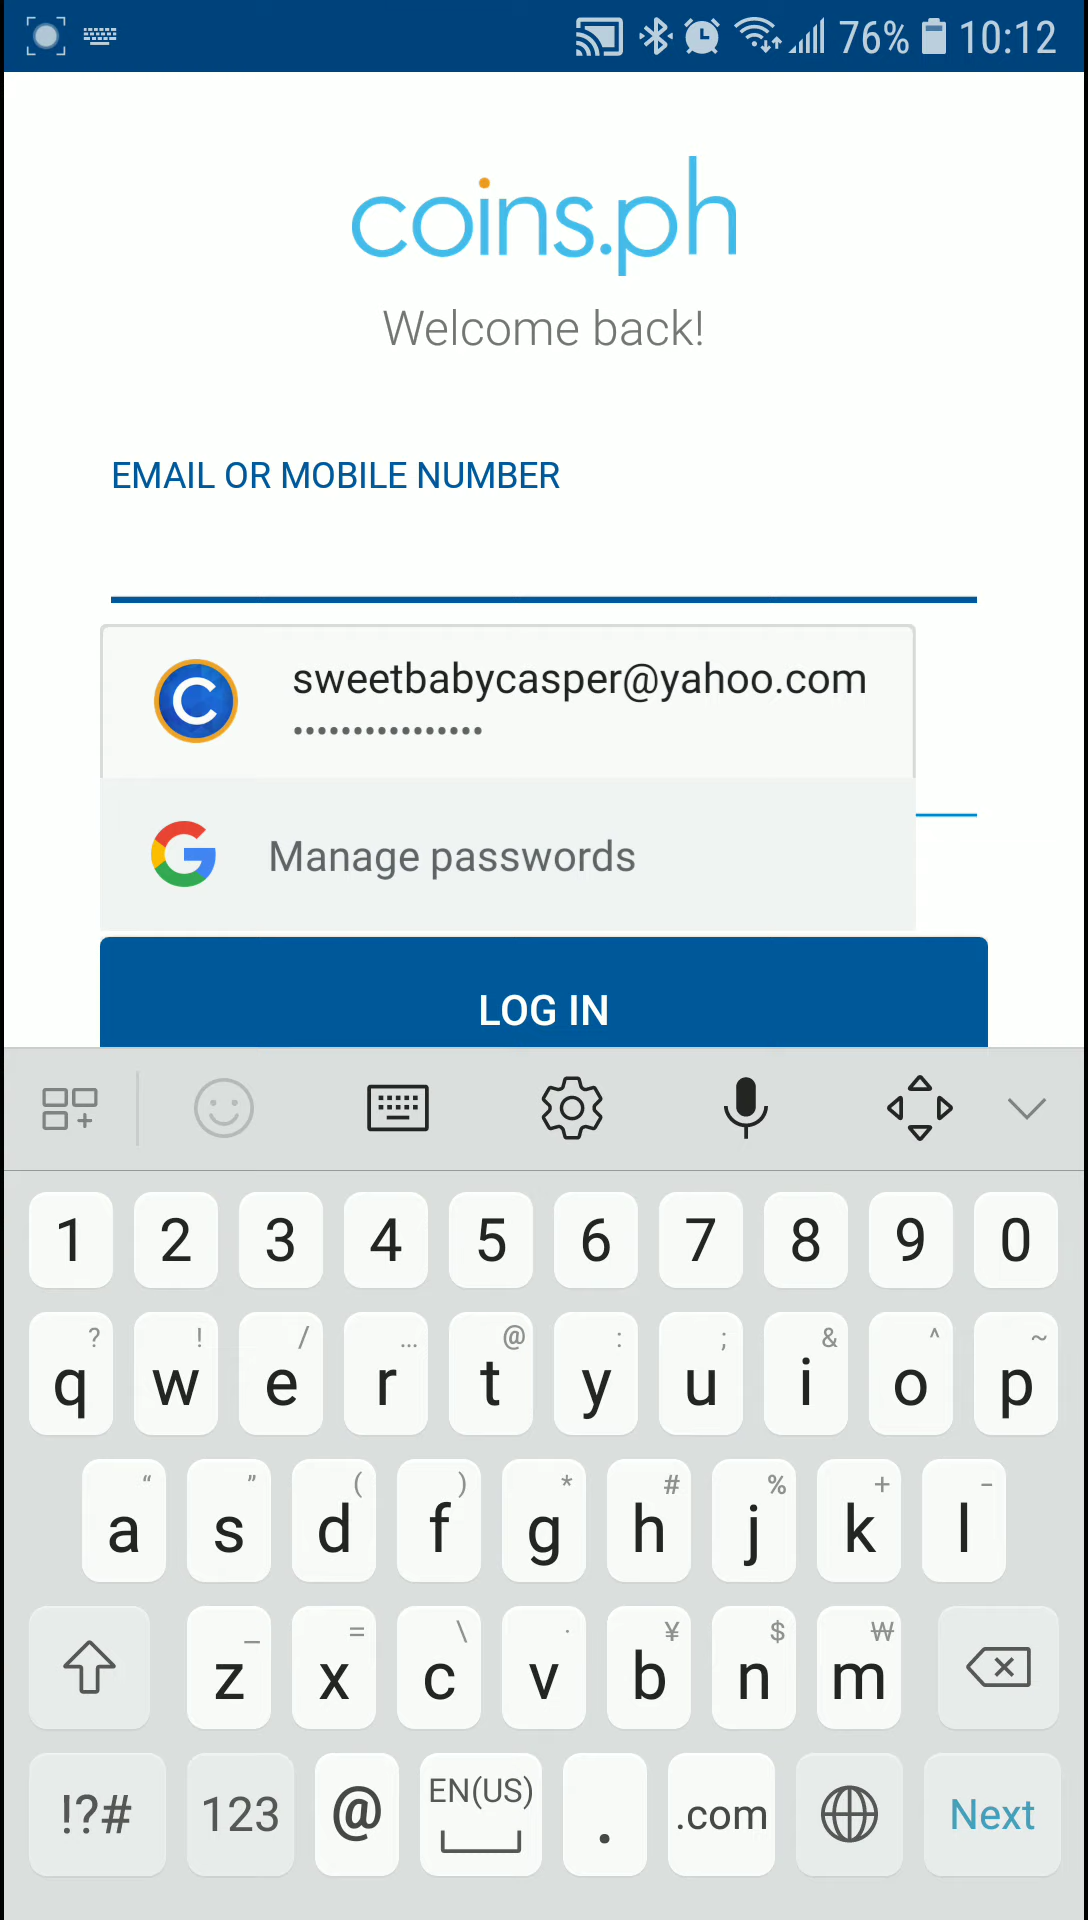 76% 10:12
coins.ph
Welcome back!
EMAIL OR MOBILE NUMBER
sweetbabycasper@yahoo.com
••••••••••••••••
Manage passwords
LOG IN
1 2 3 4 5 6 7 8 9 0
? ! / ... @ : ; & ^ ~
q w e r t y u i o p
“ ” ( ) * # % + -
a s d f g h j k l
_ = \ · ¥ $ ₩
z x c v b n m
!?# 123 @ EN(US) . .com Next